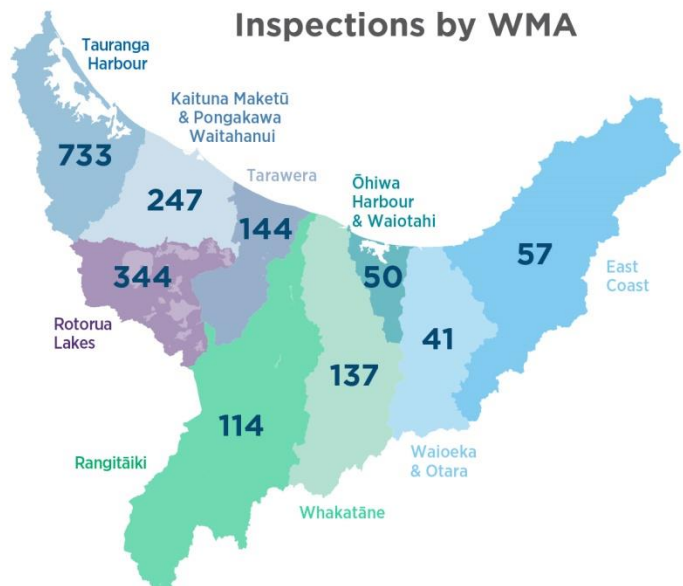 Inspections by WMA
Tauranga
Harbour
Kaituna Maketū
& Pongakawa
Waitahanui
Tarawera
Ōhiwa
Harbour
& Waiotahi
733
247
144
344
50
57
East
Coast
Rotorua
Lakes
41
137
114
Rangitāiki
Waioeka
& Otara
Whakatāne